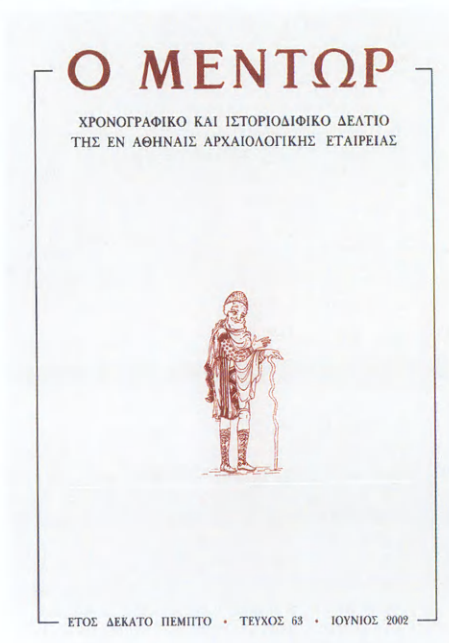 Ο ΜΕΝΤΩΡ
ΧΡΟΝΟΓΡΑΦΙΚΟ ΚΑΙ ΙΣΤΟΡΙΟΔΙΦΙΚΟ ΔΕΛΤΙΟ
ΤΗΣ ΕΝ ΑΘΗΝΑΙΣ ΑΡΧΑΙΟΛΟΓΙΚΗΣ ΕΤΑΙΡΕΙΑΣ
ΕΤΟΣ ΔΕΚΑΤΟ ΠΕΜΠΤΟ • ΤΕΥΧΟΣ 63 • ΙΟΥΝΙΟΣ 2002